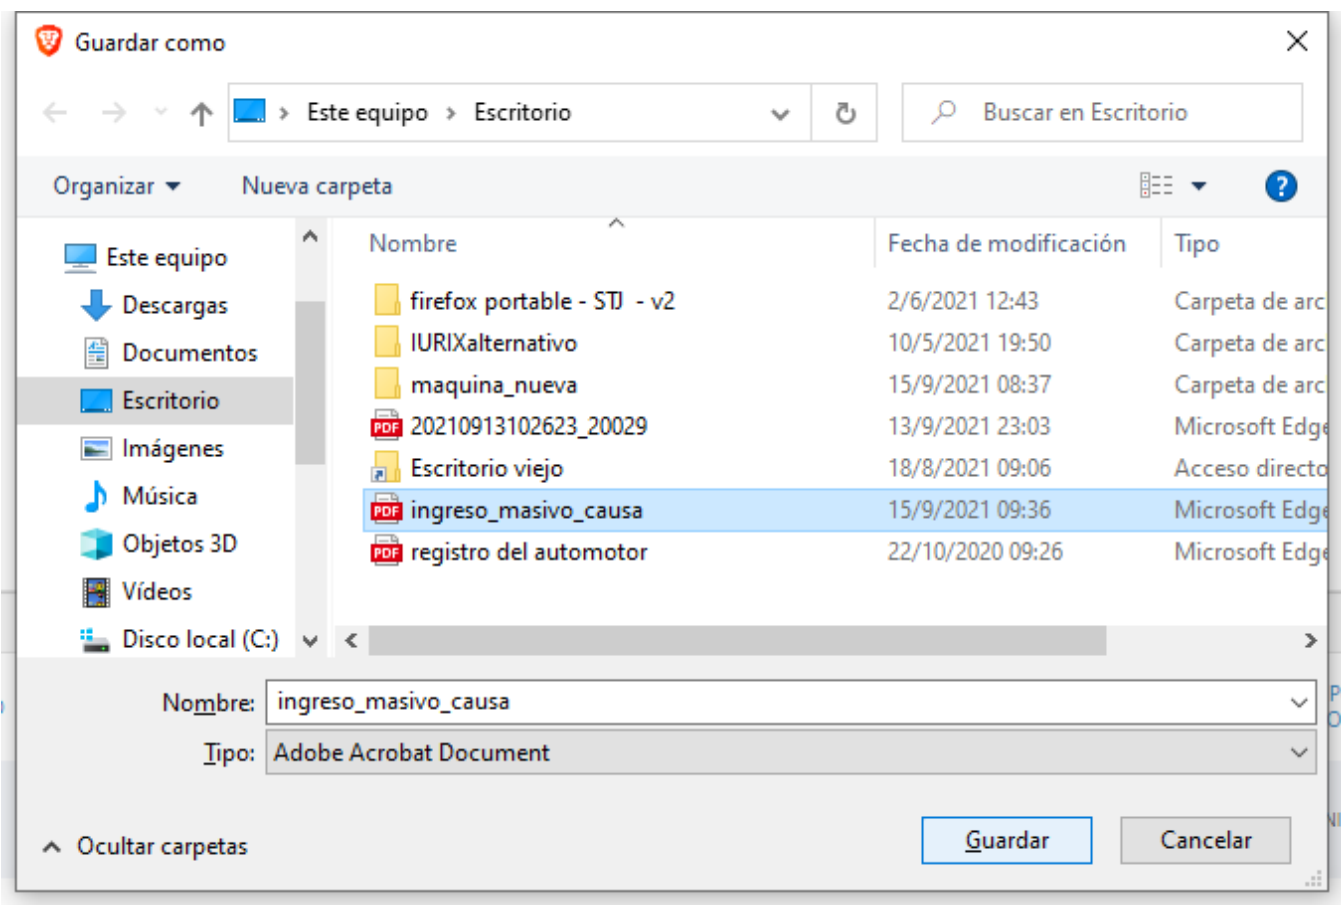 Guardar como
Este equipo > Escritorio
Buscar en Escritorio
Organizar
Nueva carpeta
Este equipo
Descargas
Documentos
Escritorio
Imágenes
Música
Objetos 3D
Vídeos
Disco local (C:)
Nombre Fecha de modificación Tipo
firefox portable - STJ - v2 2/6/2021 12:43 Carpeta de arc
IURIXalternativo 10/5/2021 19:50 Carpeta de arc
maquina_nueva 15/9/2021 08:37 Carpeta de arc
PDF 20210913102623_20029 13/9/2021 23:03 Microsoft Edge
Escritorio viejo 18/8/2021 09:06 Acceso directo
PDF ingreso_masivo_causa 15/9/2021 09:36 Microsoft Edge
PDF registro del automotor 22/10/2020 09:26 Microsoft Edge
Nombre: ingreso_masivo_causa
Tipo: Adobe Acrobat Document
Ocultar carpetas
Guardar
Cancelar